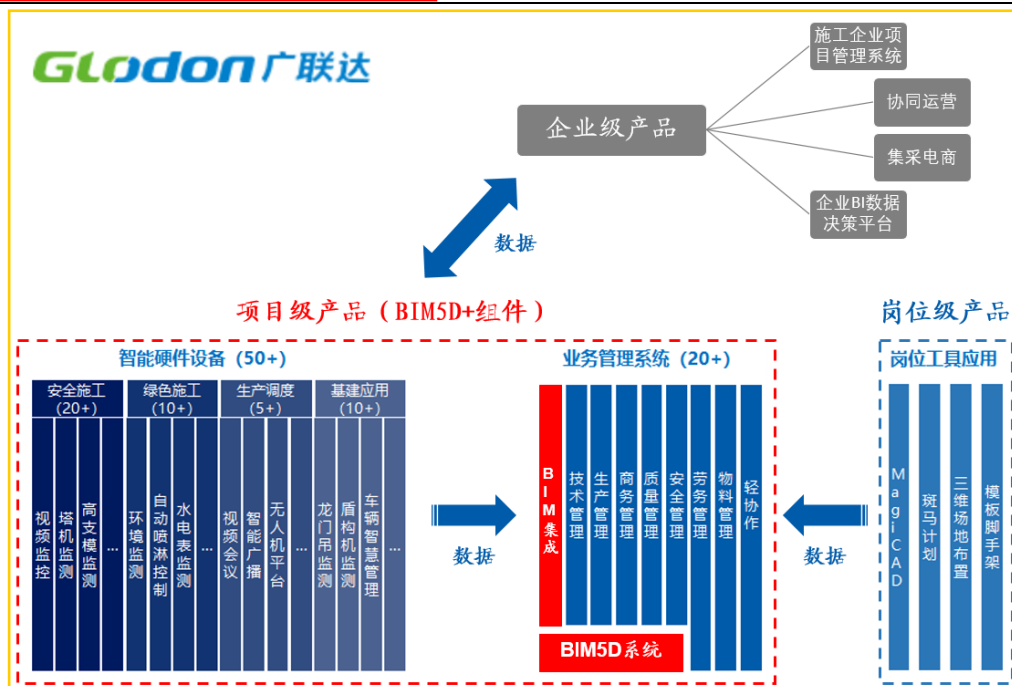 GLODON广联达
施工企业项
目管理系统
协同运营
企业级产品
集采电商
企业BI数据
决策平台
数据
项目级产品（BIM5D+组件）
岗位级产品
智能硬件设备（50+）
业务管理系统（20+）
岗位工具应用
安全施工
（20+）
绿色施工
（10+）
生产调度
（5+）
基建应用
（10+）
视频监控
塔机监测
高支模监测
...
环境监测
自动喷淋控制
水电表监测
...
视频会议
智能广播
无人机平台
...
龙门吊监测
盾构机监测
车辆智慧管理
...
数据
BIM集成
技术管理
生产管理
商务管理
质量管理
安全管理
劳务管理
物料管理
轻协作
BIM5D系统
数据
MagiCAD
斑马计划
三维场地布置
模板脚手架